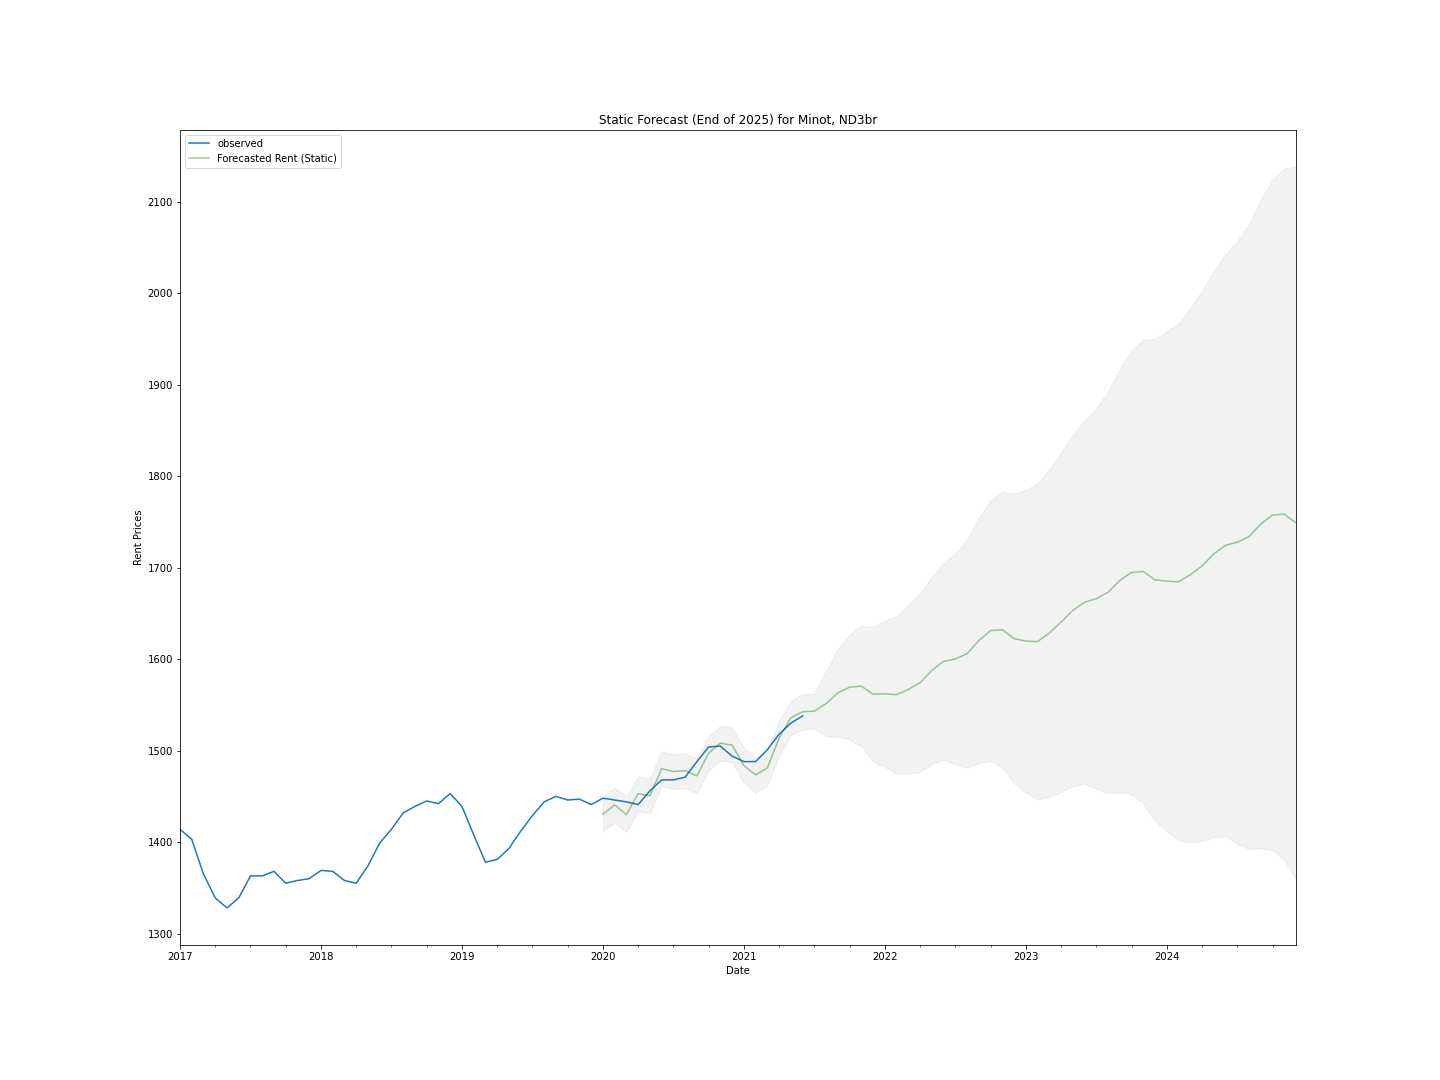 Static Forecast (End of 2025) for Minot, ND3br
observed
Forecasted Rent (Static)
2100
2000
1900
1800
1700
1600
1500
1400
1300
Rent Prices
2017 2018 2019 2020 2021 2022 2023 2024
Date